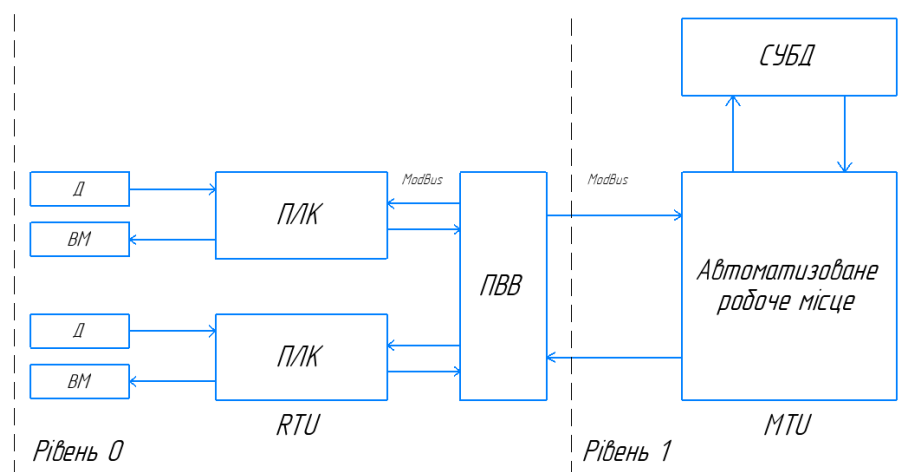 СУБД
Д
ВМ
ПЛК
ModBus
ПВВ
ModBus
Автоматизоване
робоче місце
Д
ВМ
ПЛК
RTU
MTU
Рівень 0
Рівень 1